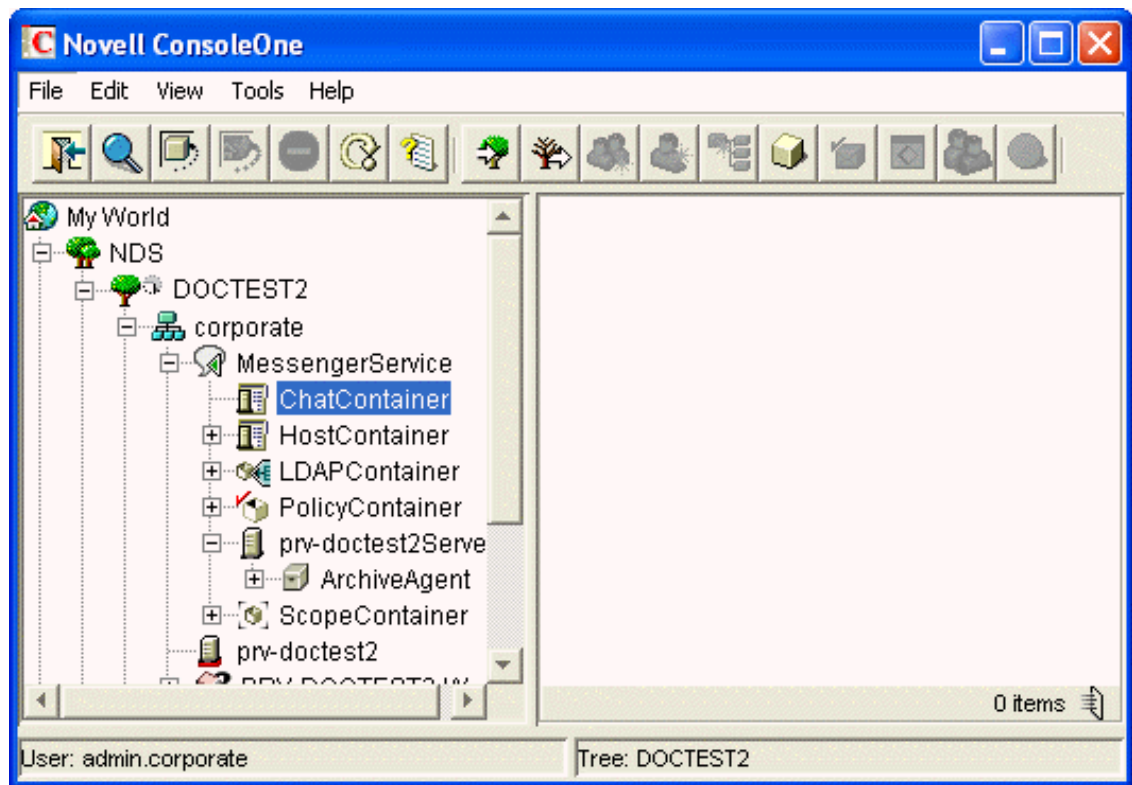 Novell ConsoleOne
File Edit View Tools Help
My World
NDS
DOCTEST2
corporate
MessengerService
ChatContainer
HostContainer
LDAPContainer
PolicyContainer
prv-doctest2Serve
ArchiveAgent
ScopeContainer
prv-doctest2
0 items
User: admin.corporate
Tree: DOCTEST2